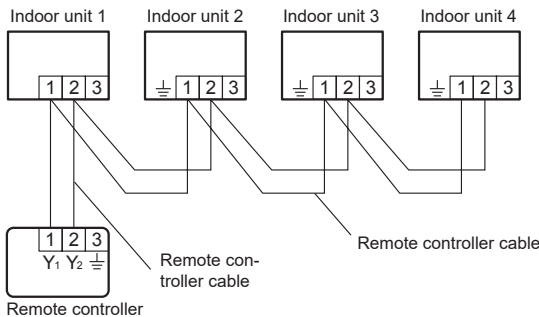 Indoor unit 1 Indoor unit 2 Indoor unit 3 Indoor unit 4
1 2 3 1 2 3 1 2 3 1 2 3
1 2 3
Y1 Y2
Remote con-
troller cable
Remote controller cable
Remote controller